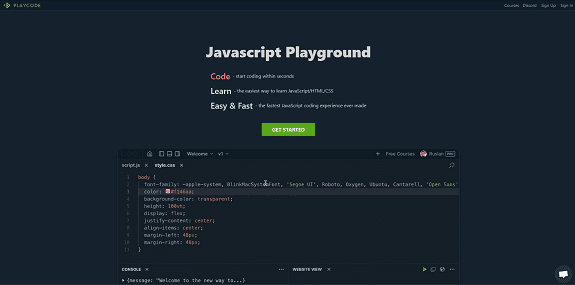 PLAYCODE
Courses Discord Sign Up Sign in
Javascript Playground
Code - start coding within seconds
Learn - the easiest way to learn JavaScript/HTML/CSS
Easy & Fast - the fastest JavaScript coding experience ever made
GET STARTED
Welcome v1 + Free Courses Ruslan PRO
script.js × style.css ×
1 body {
2 font-family: -apple-system, BlinkMacSystemFont, 'Segoe UI', Roboto, Oxygen, Ubuntu, Cantarell, 'Open Sans'
3 color: #f146aa;
4 background-color: transparent;
5 height: 100vh;
6 display: flex;
7 justify-content: center;
8 align-items: center;
9 margin-left: 40px;
10 margin-right: 40px;
11 }
CONSOLE × ... WEBSITE VIEW ×
{message: "Welcome to the new way to...}